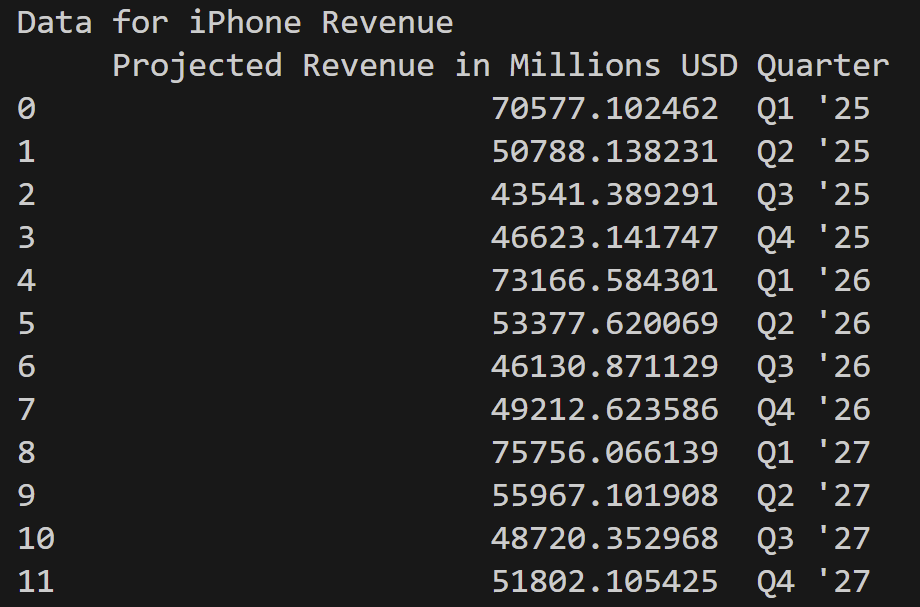 Data for iPhone Revenue
Projected Revenue in Millions USD Quarter
0 70577.102462 Q1 '25
1 50788.138231 Q2 '25
2 43541.389291 Q3 '25
3 46623.141747 Q4 '25
4 73166.584301 Q1 '26
5 53377.620069 Q2 '26
6 46130.871129 Q3 '26
7 49212.623586 Q4 '26
8 75756.066139 Q1 '27
9 55967.101908 Q2 '27
10 48720.352968 Q3 '27
11 51802.105425 Q4 '27